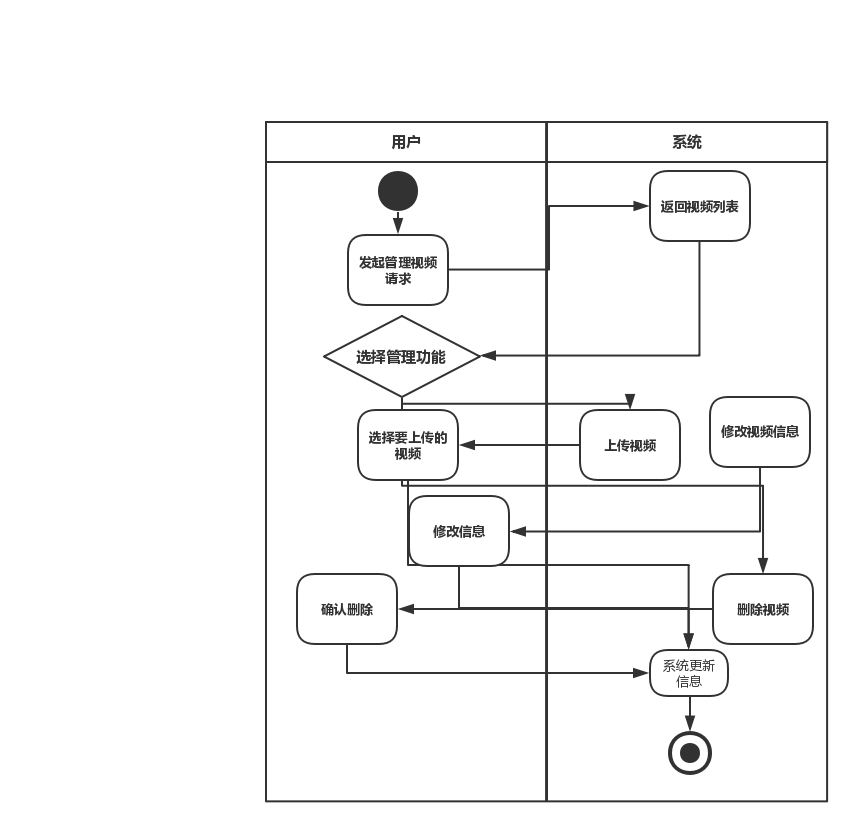 用户
系统
返回视频列表
发起管理视频
请求
选择管理功能
选择要上传的
视频
上传视频
修改视频信息
修改信息
确认删除
删除视频
系统更新
信息